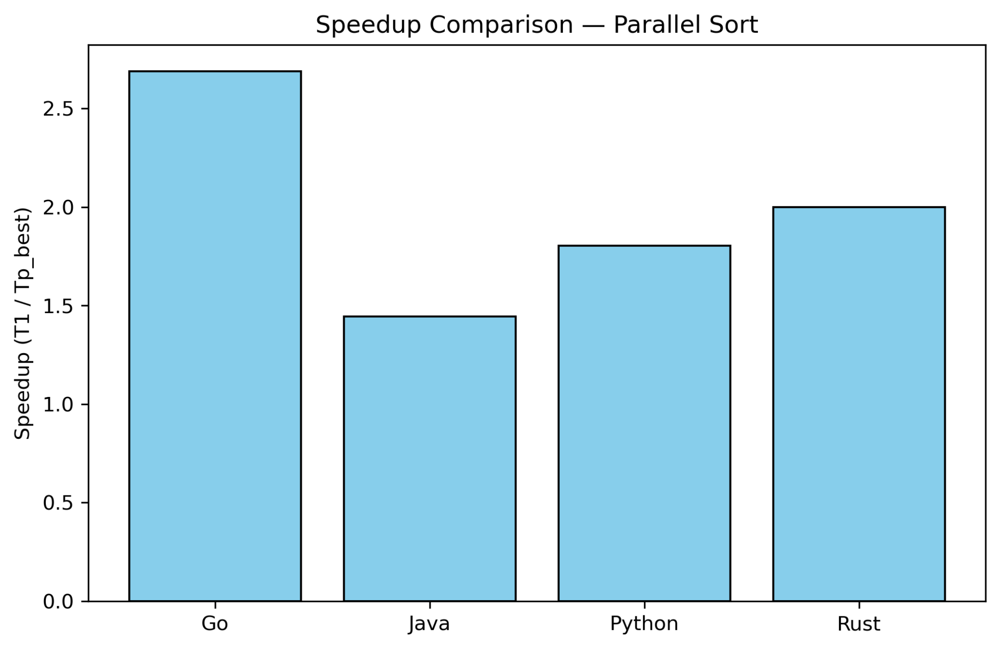 Speedup Comparison — Parallel Sort
Speedup (T1 / Tp_best)
2.5
2.0
1.5
1.0
0.5
0.0
Go
Java
Python
Rust